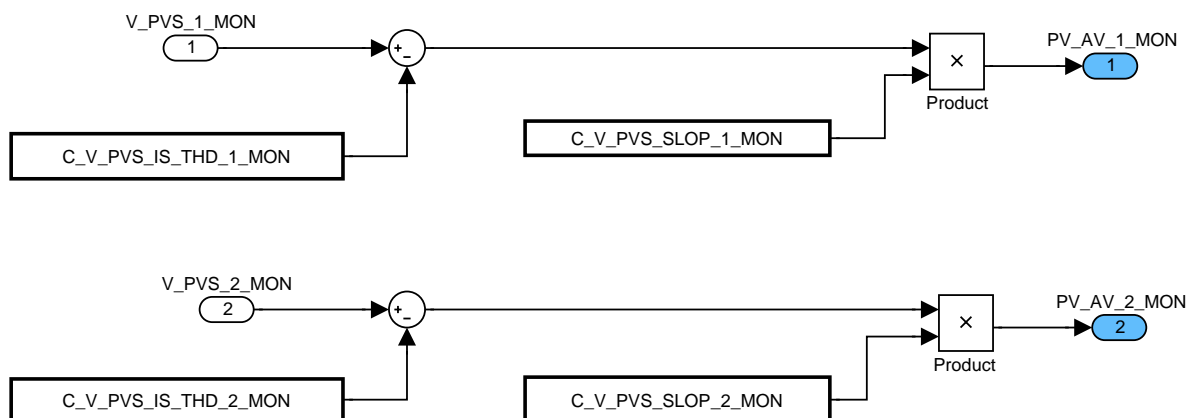 V_PVS_1_MON
1
+
−
C_V_PVS_IS_THD_1_MON
C_V_PVS_SLOP_1_MON
×
Product
PV_AV_1_MON
1
V_PVS_2_MON
2
+
−
C_V_PVS_IS_THD_2_MON
C_V_PVS_SLOP_2_MON
×
Product
PV_AV_2_MON
2